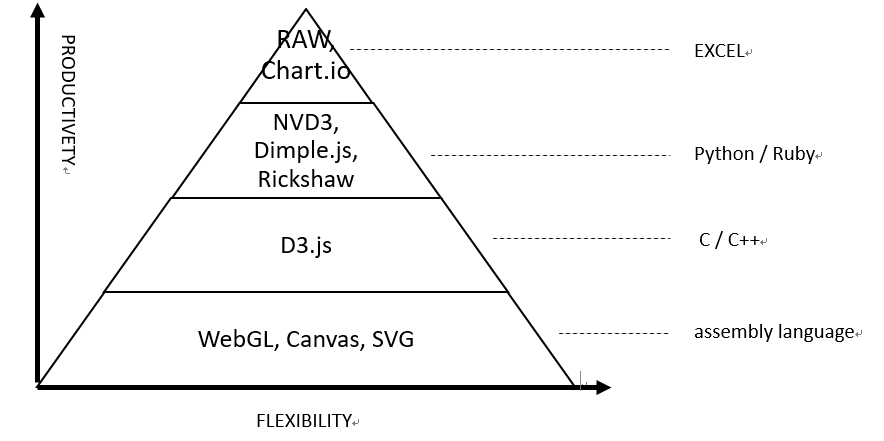 PRODUCTIVETY
RAW,
Chart.io
EXCEL
NVD3,
Dimple.js,
Rickshaw
Python / Ruby
D3.js
C / C++
WebGL, Canvas, SVG
assembly language
FLEXIBILITY